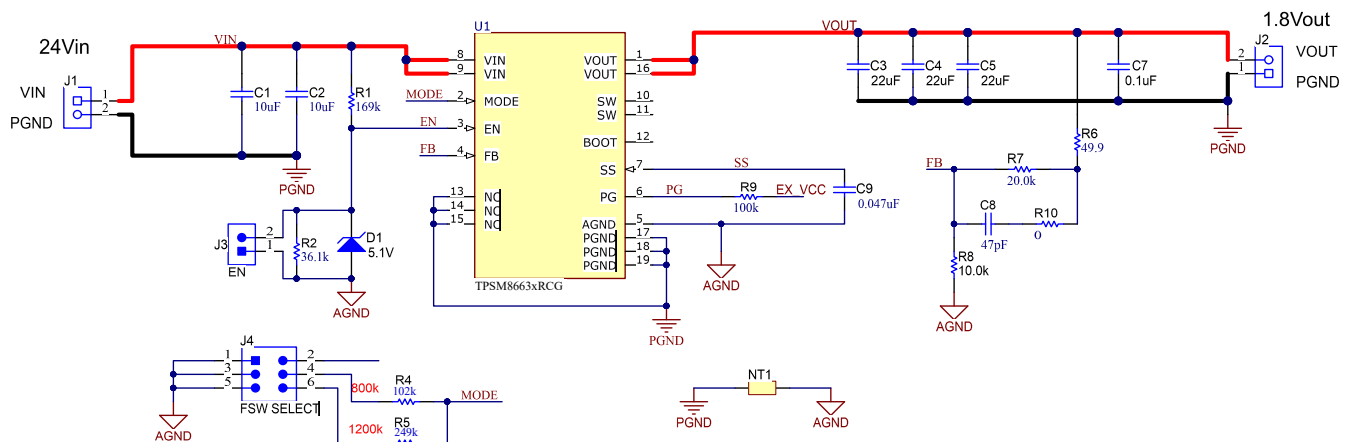 24Vin
J1
VIN
1
PGND
2
VIN
C1
10uF
C2
10uF
R1
169k
PGND
U1
8
VIN
9
VIN
MODE
2
MODE
EN
3
EN
FB
4
FB
13
NC
14
NC
15
NC
VOUT
1
VOUT
16
SW
10
SW
11
BOOT
12
SS
7
SS
PG
6
PG
R9
100k
EX_VCC
AGND
5
PGND
17
PGND
18
PGND
19
TPSM8663xRCG
C9
0.047uF
AGND
PGND
VOUT
C3
22uF
C4
22uF
C5
22uF
C7
0.1uF
1.8Vout
J2
2
VOUT
1
PGND
PGND
R6
49.9
FB
R7
20.0k
C8
47pF
R10
0
R8
10.0k
AGND
J3
2
1
EN
R2
36.1k
D1
5.1V
AGND
J4
1
2
3
4
5
6
FSW SELECT
AGND
800k
R4
102k
MODE
1200k
R5
249k
NT1
PGND
AGND